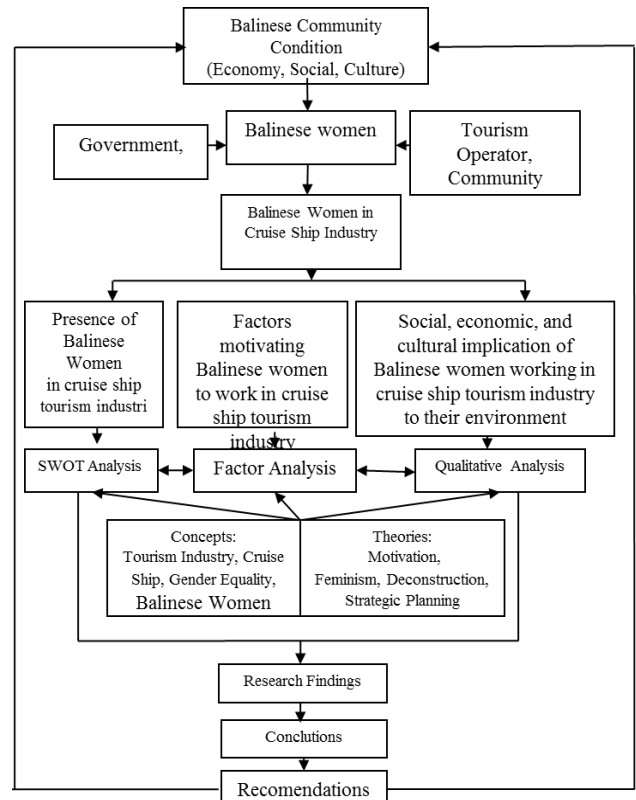 Balinese Community
Condition
(Economy, Social, Culture)
Balinese women
Government,
Tourism
Operator,
Community
Balinese Women in
Cruise Ship Industry
Presence of
Balinese
Women
in cruise ship
tourism industri
Factors
motivating
Balinese women
to work in cruise
ship tourism
industry
Social, economic, and
cultural implication of
Balinese women working in
cruise ship tourism industry
to their environment
SWOT Analysis
Factor Analysis
Qualitative Analysis
Concepts:
Tourism Industry, Cruise
Ship, Gender Equality,
Balinese Women
Theories:
Motivation,
Feminism, Deconstruction,
Strategic Planning
Research Findings
Conclutions
Recomendations